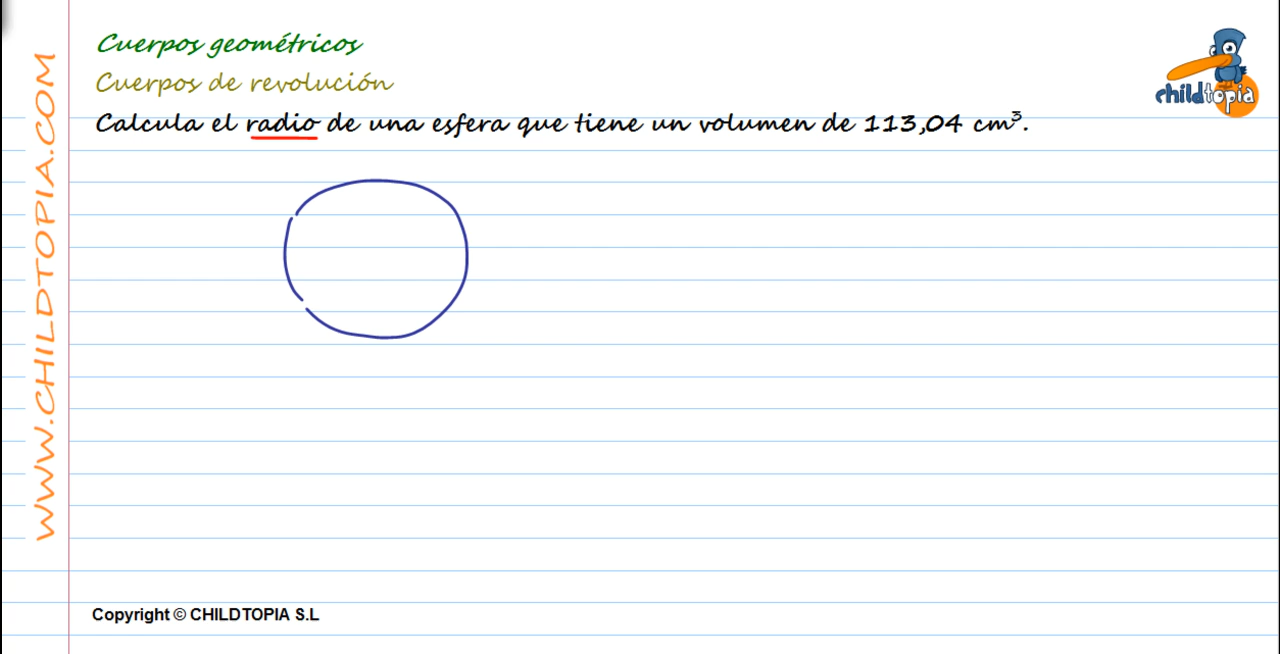 Cuerpos geométricos
Cuerpos de revolución
Calcula el radio de una esfera que tiene un volumen de 113,04 cm³.
childtopia
WWW.CHILDTOPIA.COM
Copyright © CHILDTOPIA S.L